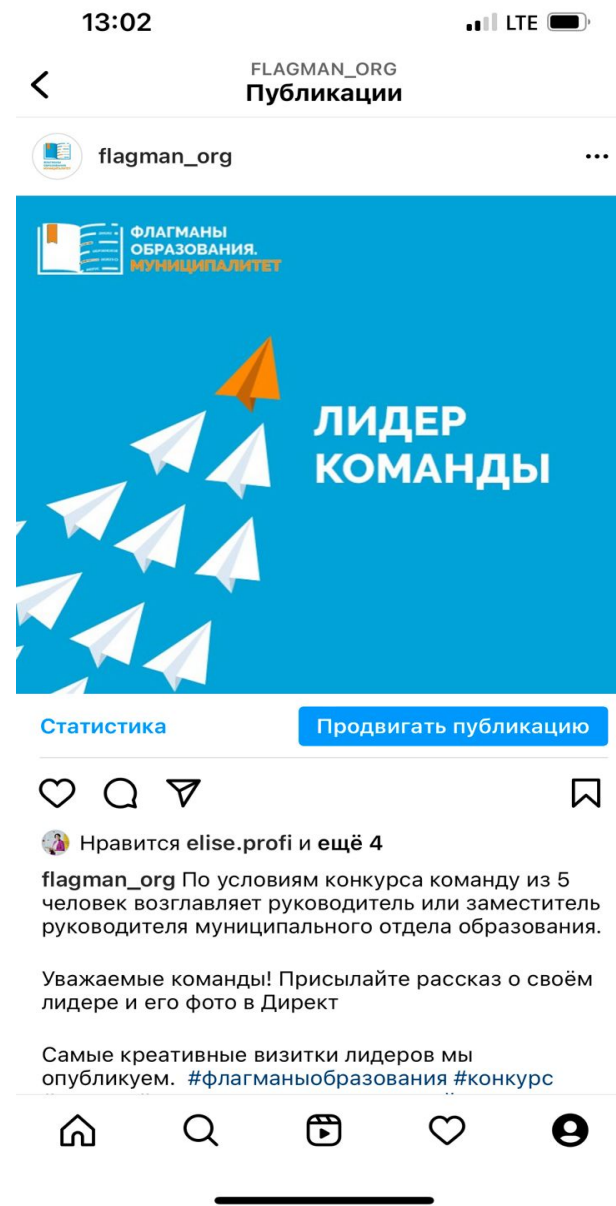 13:02
LTE
FLAGMAN_ORG
Публикации
flagman_org
ФЛАГМАНЫ
ОБРАЗОВАНИЯ.
МУНИЦИПАЛИТЕТ
ЛИДЕР
КОМАНДЫ
Статистика
Продвигать публикацию
Нравится elise.profi и ещё 4
flagman_org По условиям конкурса команду из 5
человек возглавляет руководитель или заместитель
руководителя муниципального отдела образования.
Уважаемые команды! Присылайте рассказ о своём
лидере и его фото в Директ
Самые креативные визитки лидеров мы
опубликуем. #флагманыобразования #конкурс